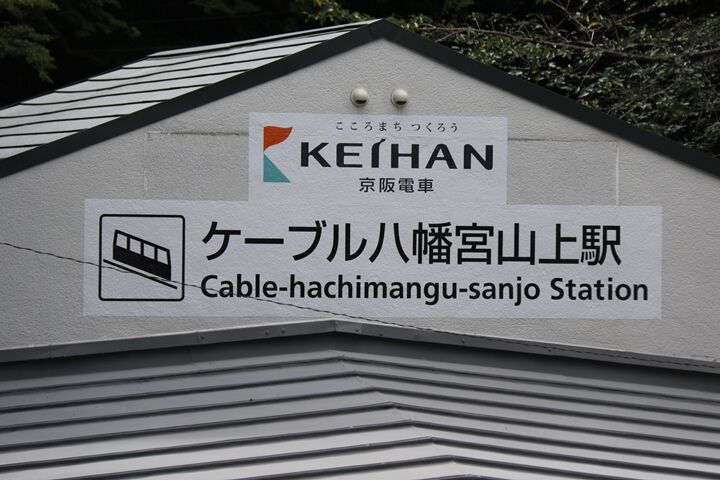 こころまち つくろう
KEIHAN
京阪電車
ケーブル八幡宮山上駅
Cable-hachimangu-sanjo Station